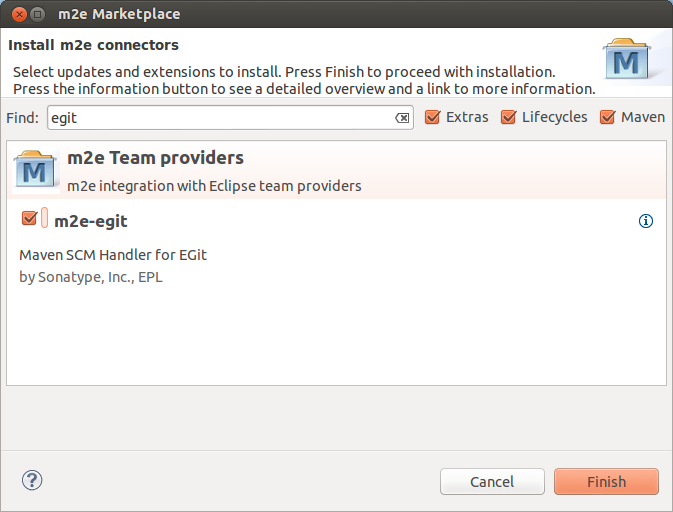 m2e Marketplace
Install m2e connectors
Select updates and extensions to install. Press Finish to proceed with installation.
Press the information button to see a detailed overview and a link to more information.
M
Find: egit Extras Lifecycles Maven
M
m2e Team providers
m2e integration with Eclipse team providers
m2e-egit
Maven SCM Handler for EGit
by Sonatype, Inc., EPL
? Cancel Finish